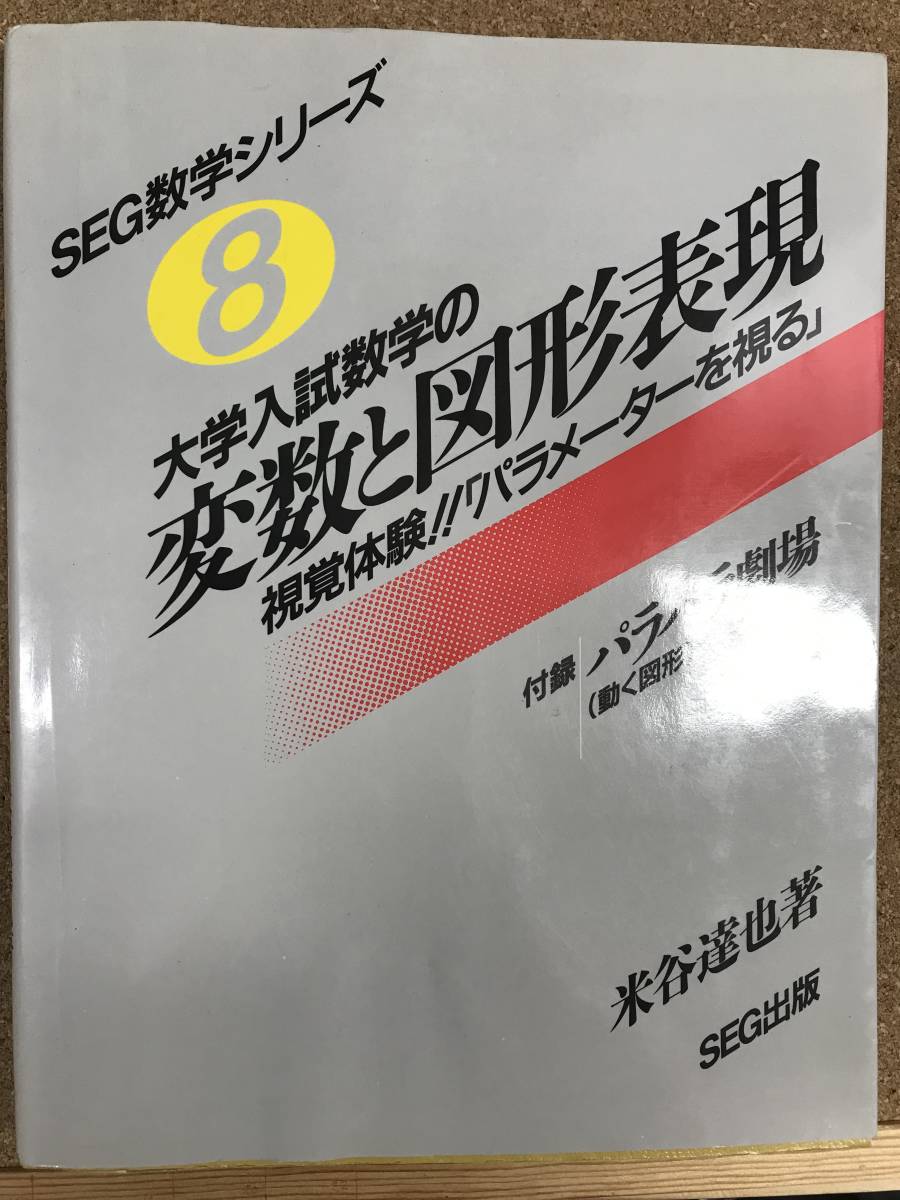 SEG数学シリーズ
8
大学入試数学の
変数と図形表現
視覚体験!!「パラメーターを視る」
付録
劇場
(動く図形
米谷達也著
SEG出版